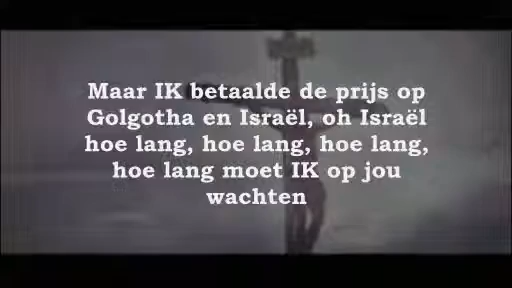 Maar IK betaalde de prijs op
Golgotha en Israël, oh Israël
hoe lang, hoe lang, hoe lang,
hoe lang moet IK op jou
wachten